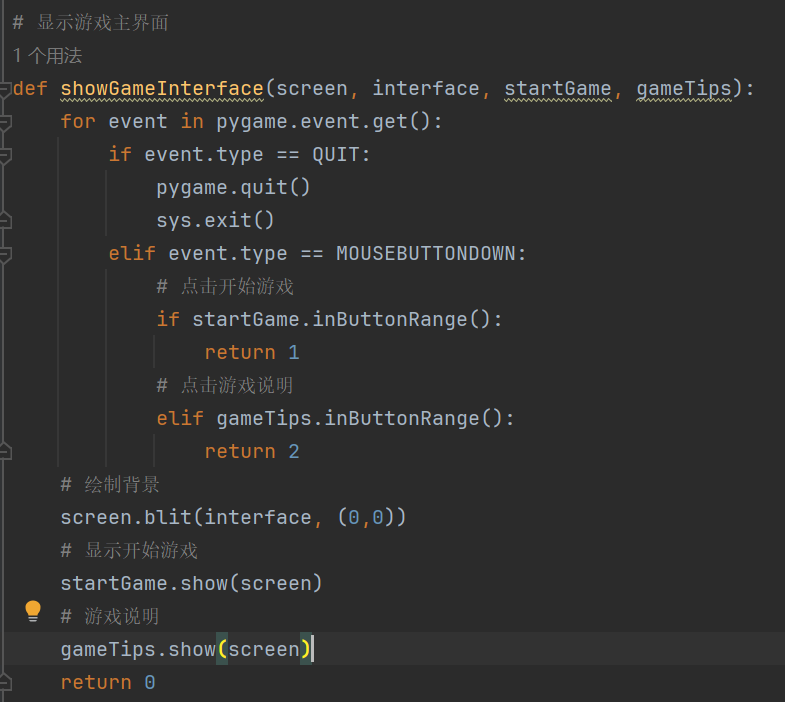 # 显示游戏主界面
1 个用法
def showGameInterface(screen, interface, startGame, gameTips):
    for event in pygame.event.get():
        if event.type == QUIT:
            pygame.quit()
            sys.exit()
        elif event.type == MOUSEBUTTONDOWN:
            # 点击开始游戏
            if startGame.inButtonRange():
                return 1
            # 点击游戏说明
            elif gameTips.inButtonRange():
                return 2
    # 绘制背景
    screen.blit(interface, (0,0))
    # 显示开始游戏
    startGame.show(screen)
    # 游戏说明
    gameTips.show(screen)
    return 0